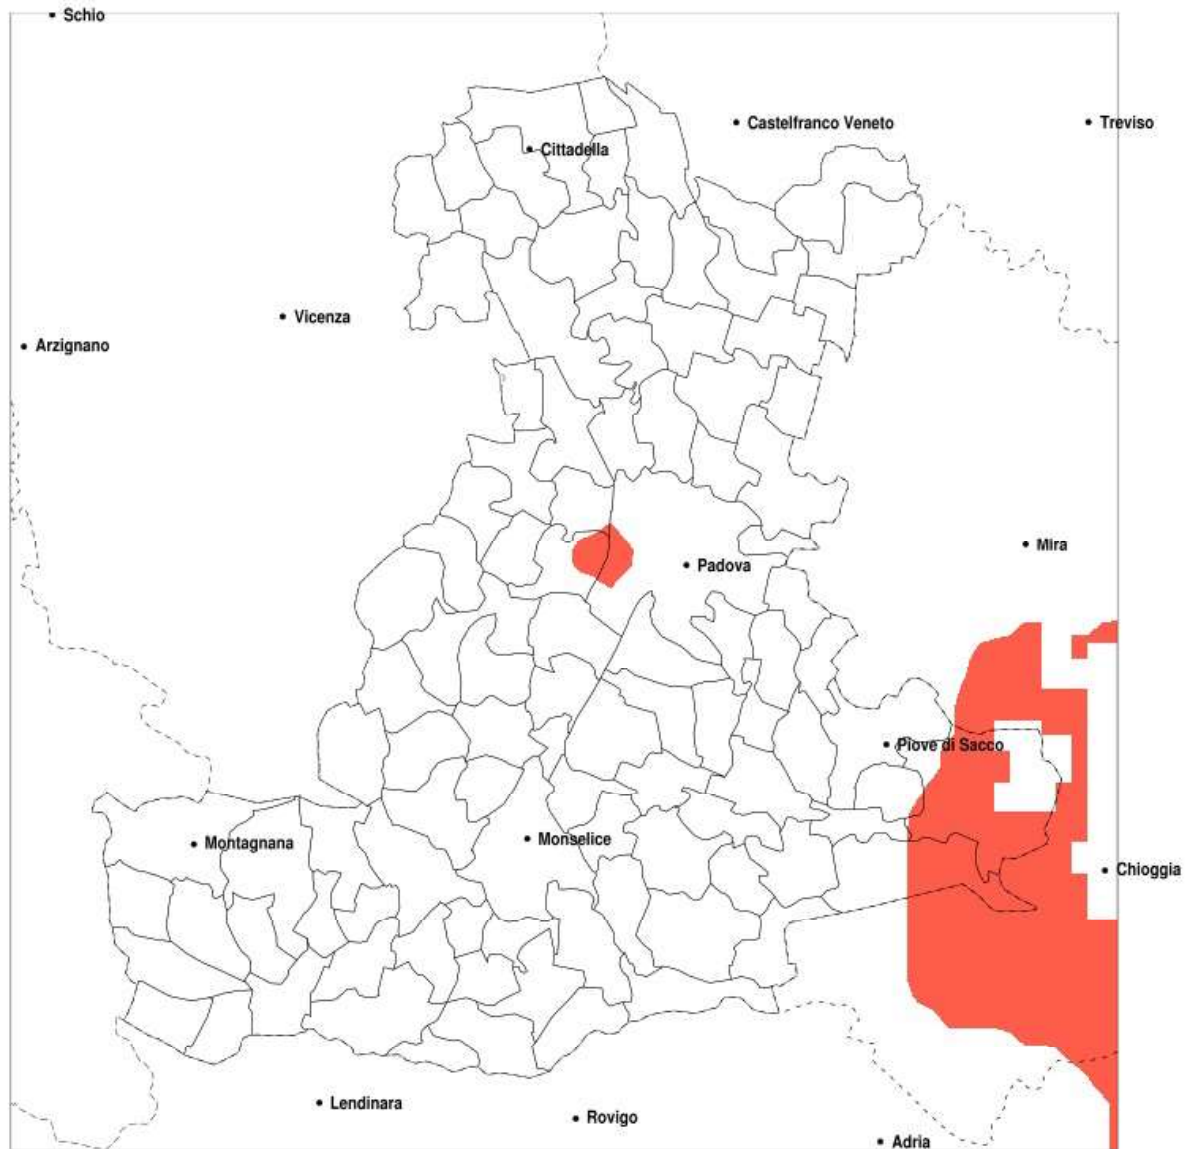 Schio
Castelfranco Veneto
Treviso
Cittadella
Vicenza
Arzignano
Mira
Padova
Piove di Sacco
Monselice
Montagnana
Chioggia
Lendinara
Rovigo
Adria